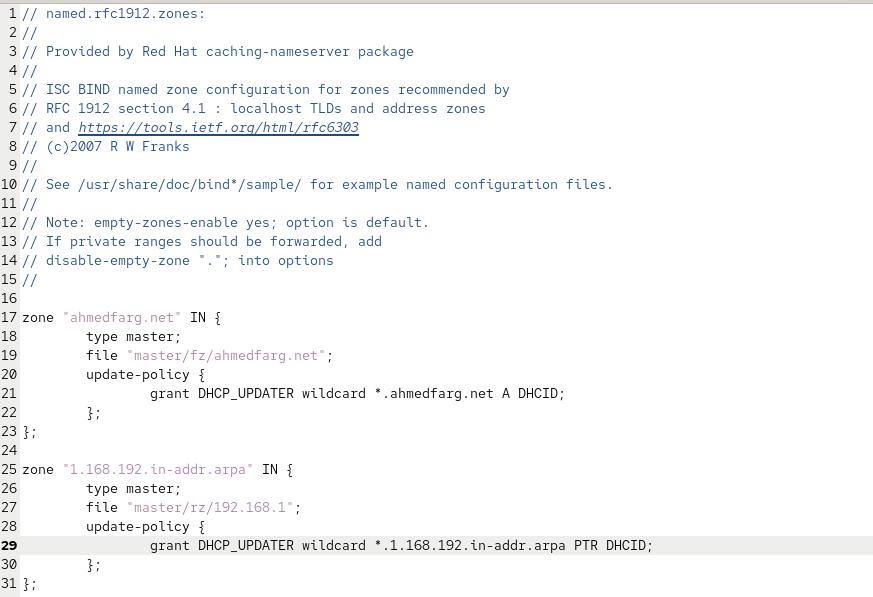 1 // named.rfc1912.zones:
2 //
3 // Provided by Red Hat caching-nameserver package
4 //
5 // ISC BIND named zone configuration for zones recommended by
6 // RFC 1912 section 4.1 : localhost TLDs and address zones
7 // and https://tools.ietf.org/html/rfc6303
8 // (c)2007 R W Franks
9 //
10 // See /usr/share/doc/bind*/sample/ for example named configuration files.
11 //
12 // Note: empty-zones-enable yes; option is default.
13 // If private ranges should be forwarded, add
14 // disable-empty-zone "."; into options
15 //
16
17 zone "ahmedfarg.net" IN {
18         type master;
19         file "master/fz/ahmedfarg.net";
20         update-policy {
21                 grant DHCP_UPDATER wildcard *.ahmedfarg.net A DHCID;
22         };
23 };
24
25 zone "1.168.192.in-addr.arpa" IN {
26         type master;
27         file "master/rz/192.168.1";
28         update-policy {
29                 grant DHCP_UPDATER wildcard *.1.168.192.in-addr.arpa PTR DHCID;
30         };
31 };